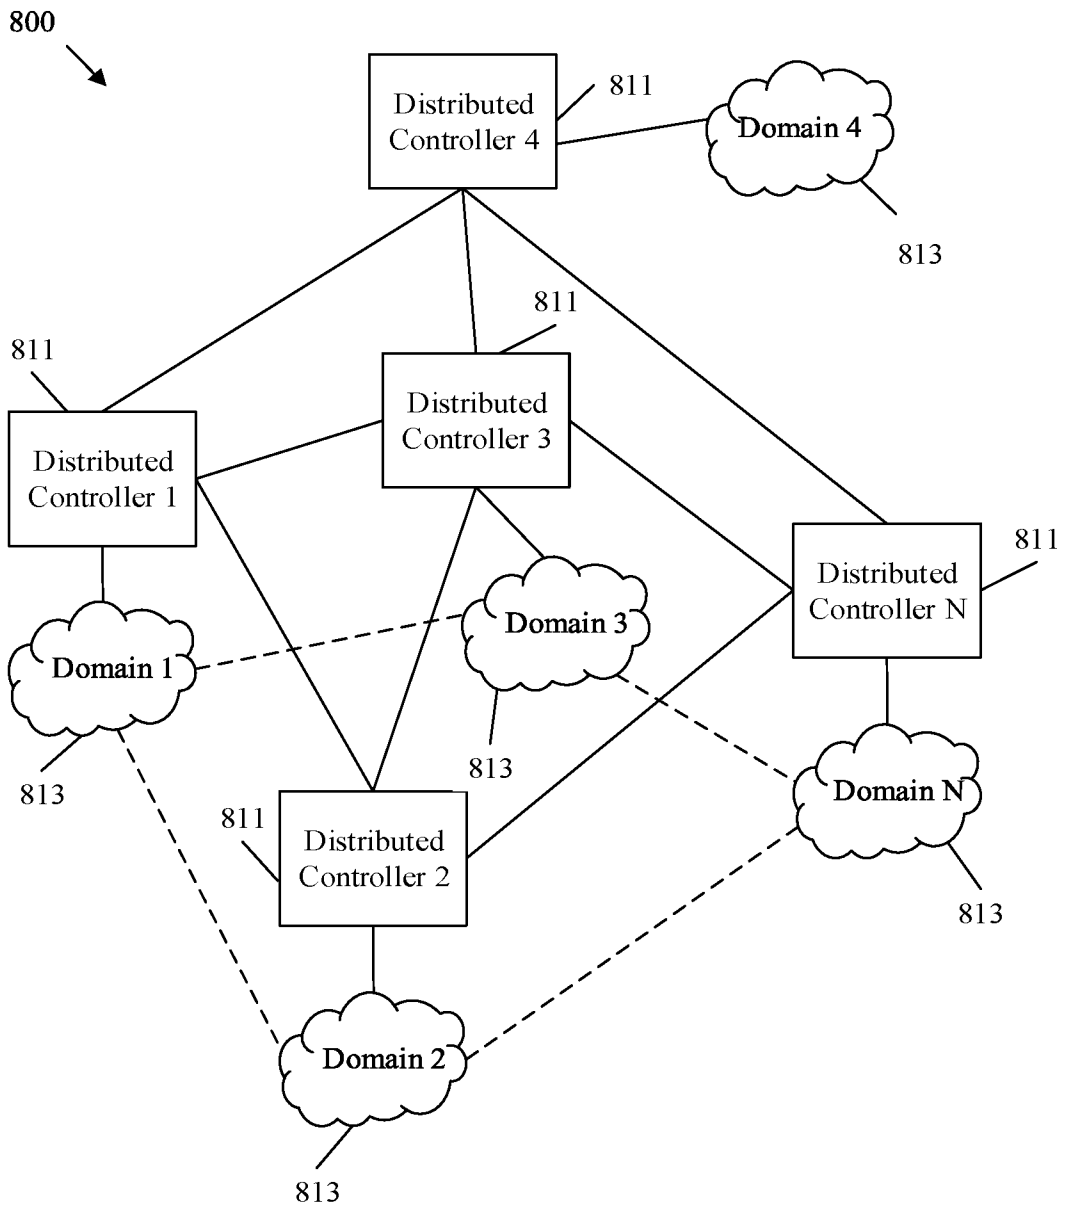 800
Distributed
Controller 4
811
Domain 4
813
811
811
Distributed
Controller 3
Distributed
Controller 1
811
Distributed
Controller N
Domain 3
Domain 1
813
813
Domain N
811
Distributed
Controller 2
813
Domain 2
813